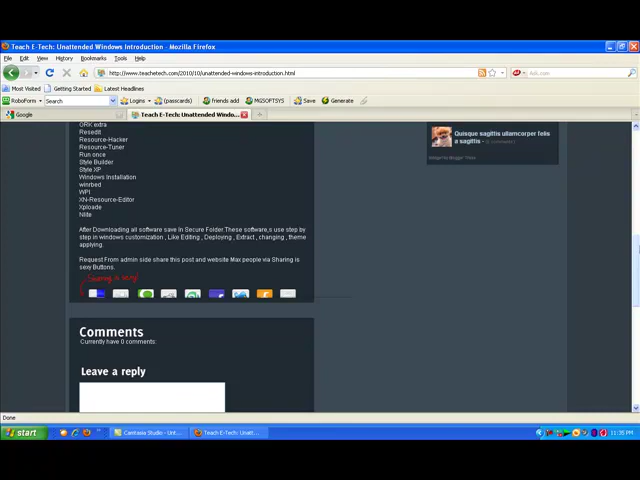 Teach E-Tech: Unattended Windows Introduction - Mozilla Firefox
File Edit View History Bookmarks Tools Help
http://www.teachetech.com/2010/10/unattended-windows-introduction.html
Ask.com
Most Visited Getting Started Latest Headlines
RoboForm Search Logins (passcards) friends add MGSOFTSYS Save Generate
Google Teach E-Tech: Unattended Windo...
ORK extra
Resedit
Resource-Hacker
Resource-Tuner
Run once
Style Builder
Style XP
Windows Installation
winrbed
WPI
XN-Resource-Editor
Xploade
Nlite
After Downloading all software save In Secure Folder.These software,s use step by
step in windows customization , Like Editing , Deploying , Extract , changing , theme
applying.
Request From admin side share this post and website Max people via Sharing is
sexy Buttons.
Sharing is sexy!
Quisque sagittis ullamcorper felis
a sagittis -
Comments
Currently have 0 comments:
Leave a reply
Done
start Camtasia Studio - Unt... Teach E-Tech: Unatt... 11:35 PM